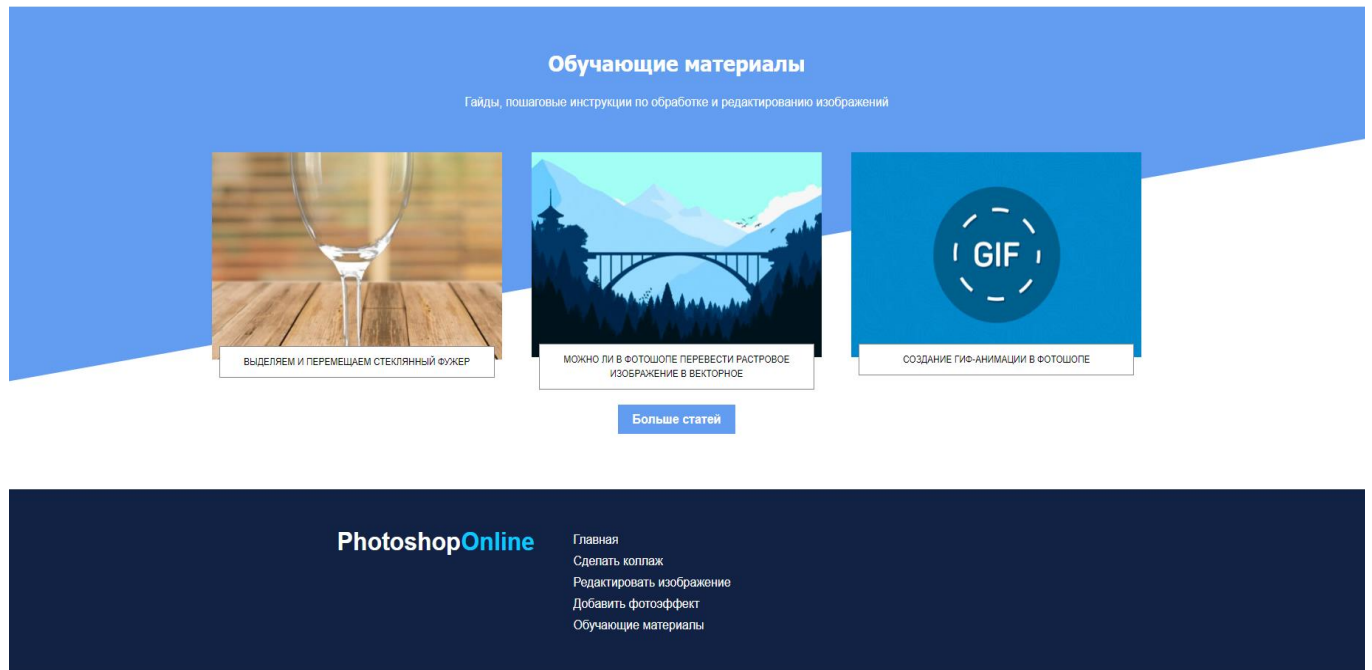 Обучающие материалы
Гайды, пошаговые инструкции по обработке и редактированию изображений
GIF
ВЫДЕЛЯЕМ И ПЕРЕМЕЩАЕМ СТЕКЛЯННЫЙ ФУЖЕР
МОЖНО ЛИ В ФОТОШОПЕ ПЕРЕВЕСТИ РАСТРОВОЕ
ИЗОБРАЖЕНИЕ В ВЕКТОРНОЕ
СОЗДАНИЕ ГИФ-АНИМАЦИИ В ФОТОШОПЕ
Больше статей
PhotoshopOnline
Главная
Сделать коллаж
Редактировать изображение
Добавить фотоэффект
Обучающие материалы